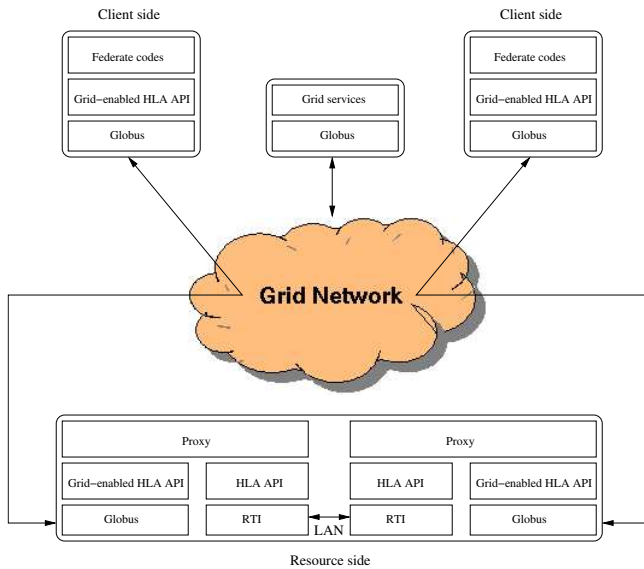 Client side
Client side
Federate codes
Grid−enabled HLA API
Globus
Grid services
Globus
Federate codes
Grid−enabled HLA API
Globus
Grid Network
Proxy
Proxy
Grid−enabled HLA API
HLA API
HLA API
Grid−enabled HLA API
Globus
RTI
LAN
RTI
Globus
Resource side